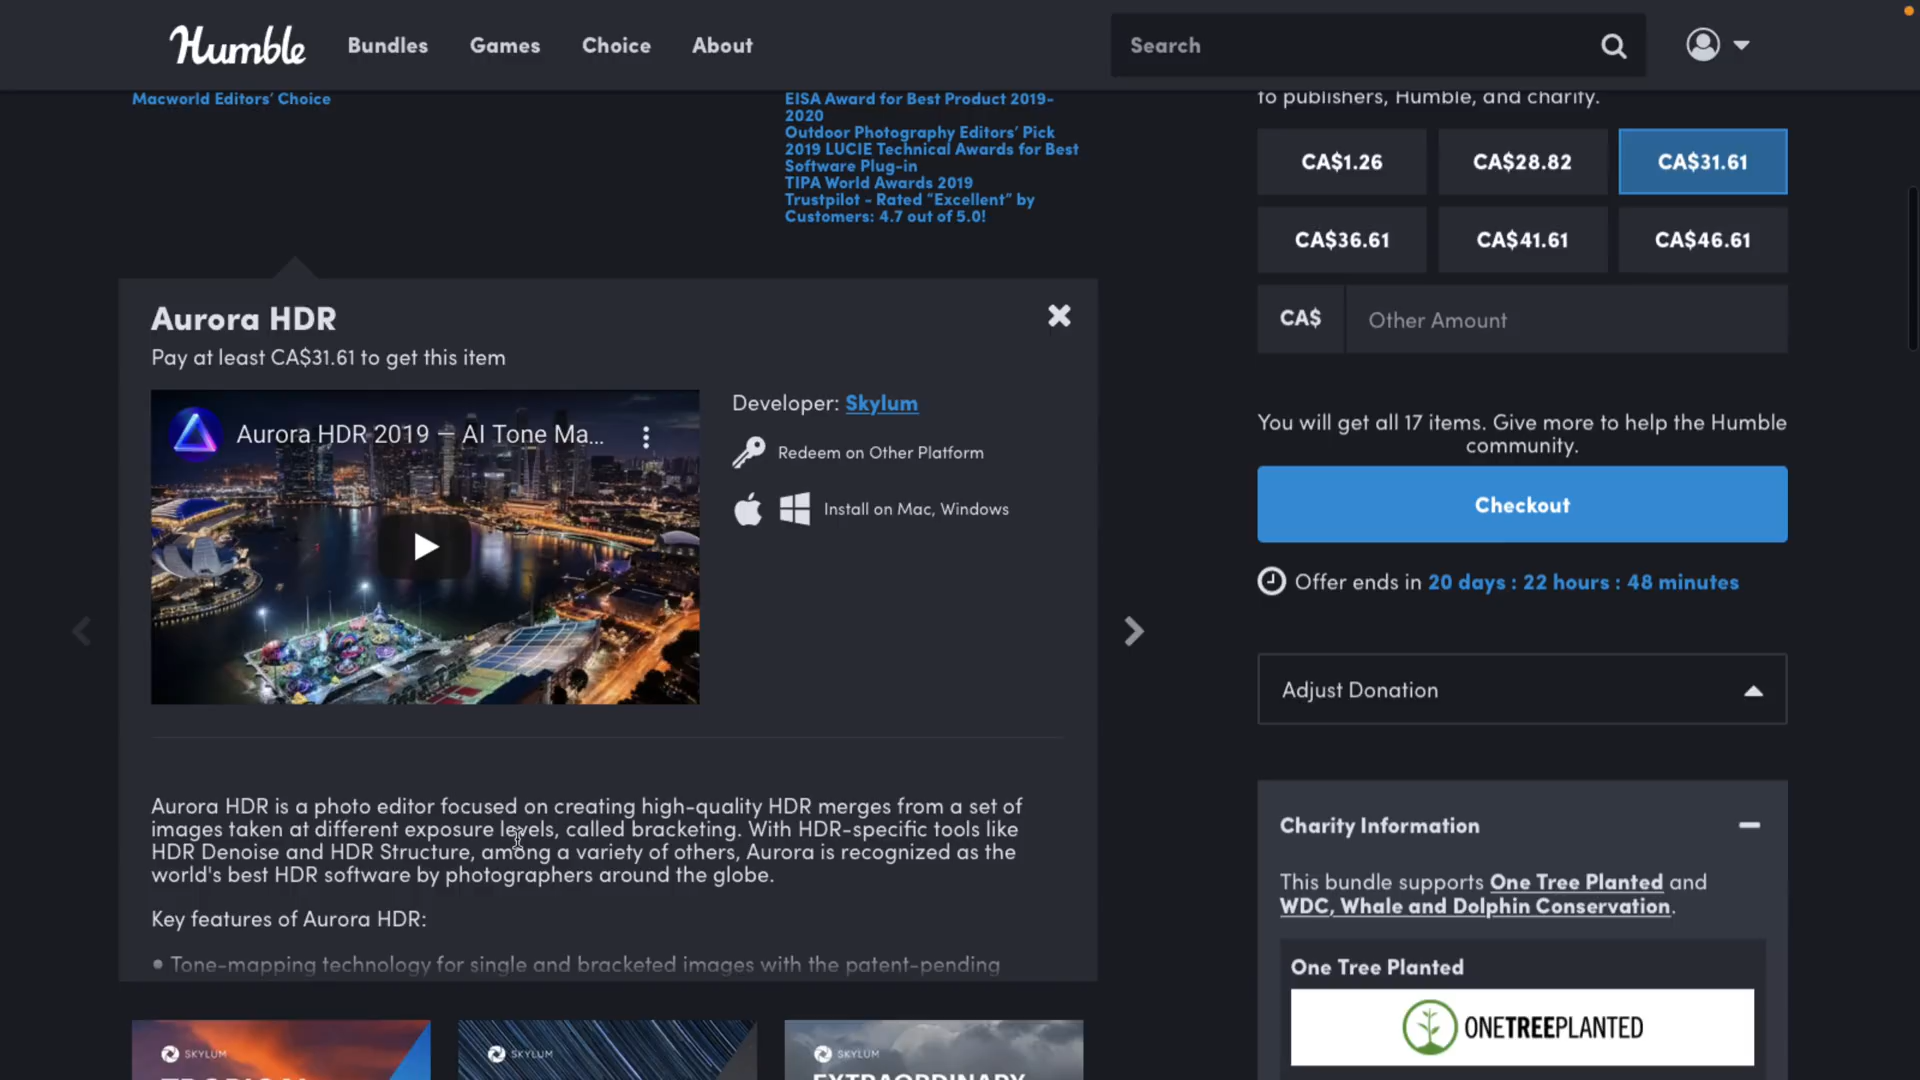 Humble
Bundles
Games
Choice
About
Search
Macworld Editors’ Choice
EISA Award for Best Product 2019-
2020
Outdoor Photography Editors’ Pick
2019 LUCIE Technical Awards for Best
Software Plug-in
TIPA World Awards 2019
Trustpilot - Rated “Excellent” by
Customers: 4.7 out of 5.0!
Aurora HDR
Pay at least CA$31.61 to get this item
Aurora HDR 2019 — AI Tone Ma...
Developer: Skylum
Redeem on Other Platform
Install on Mac, Windows
Aurora HDR is a photo editor focused on creating high-quality HDR merges from a set of
images taken at different exposure levels, called bracketing. With HDR-specific tools like
HDR Denoise and HDR Structure, among a variety of others, Aurora is recognized as the
world's best HDR software by photographers around the globe.
Key features of Aurora HDR:
• Tone-mapping technology for single and bracketed images with the patent-pending
SKYLUM
TROPICAL
SKYLUM
SKYLUM
EXTRAORDINARY
to publishers, Humble, and charity.
CA$1.26
CA$28.82
CA$31.61
CA$36.61
CA$41.61
CA$46.61
CA$
Other Amount
You will get all 17 items. Give more to help the Humble
community.
Checkout
Offer ends in 20 days : 22 hours : 48 minutes
Adjust Donation
Charity Information
This bundle supports One Tree Planted and
WDC, Whale and Dolphin Conservation.
One Tree Planted
ONETREEPLANTED